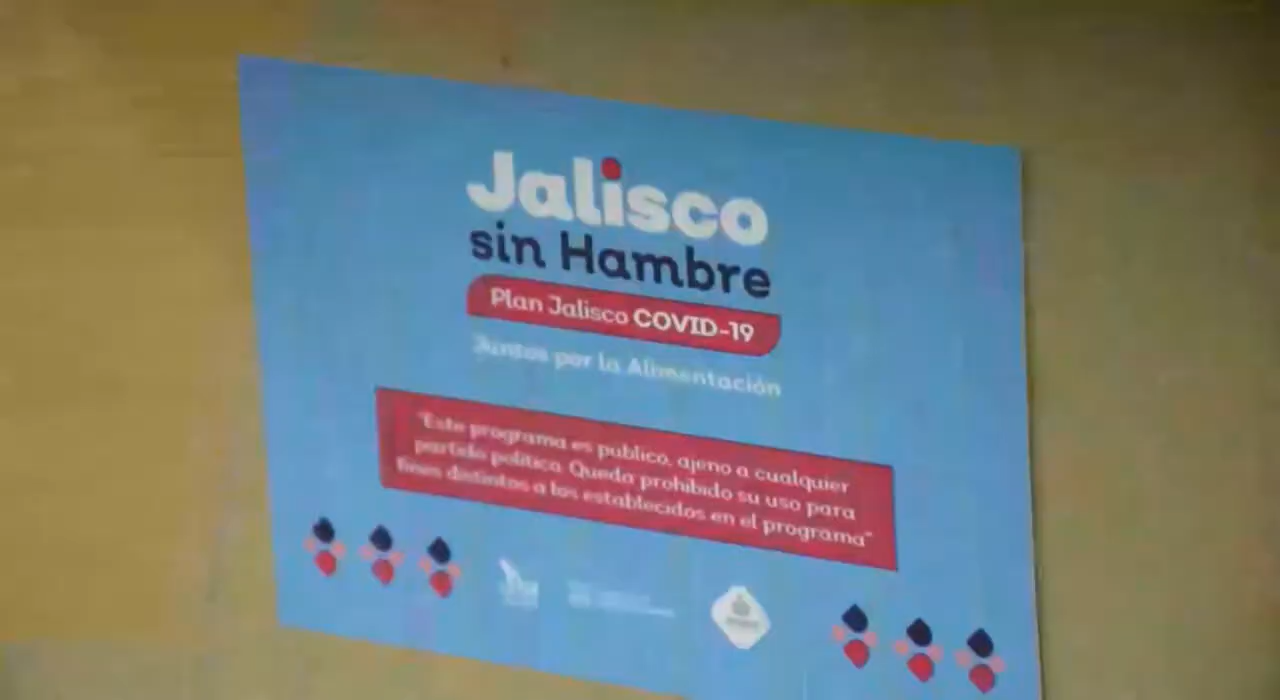 Jalisco
sin Hambre
Plan Jalisco COVID-19
Juntos por la Alimentación
"Este programa es publico, ajeno a cualquier
partido político. Queda prohibido su uso para
fines distintos a los establecidos en el programa"